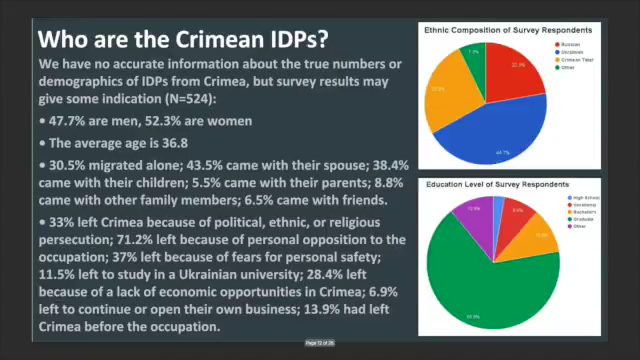 Who are the Crimean IDPs?
We have no accurate information about the true numbers or
demographics of IDPs from Crimea, but survey results may
give some indication (N=524):
• 47.7% are men, 52.3% are women
• The average age is 36.8
• 30.5% migrated alone; 43.5% came with their spouse; 38.4%
came with their children; 5.5% came with their parents; 8.8%
came with other family members; 6.5% came with friends.
• 33% left Crimea because of political, ethnic, or religious
persecution; 71.2% left because of personal opposition to the
occupation; 37% left because of fears for personal safety;
11.5% left to study in a Ukrainian university; 28.4% left
because of a lack of economic opportunities in Crimea; 6.9%
left to continue or open their own business; 13.9% had left
Crimea before the occupation.
Ethnic Composition of Survey Respondents
Russian
Ukrainian
Crimean Tatar
Other
Education Level of Survey Respondents
High School
Vocational
Bachelor's
Graduate
Other